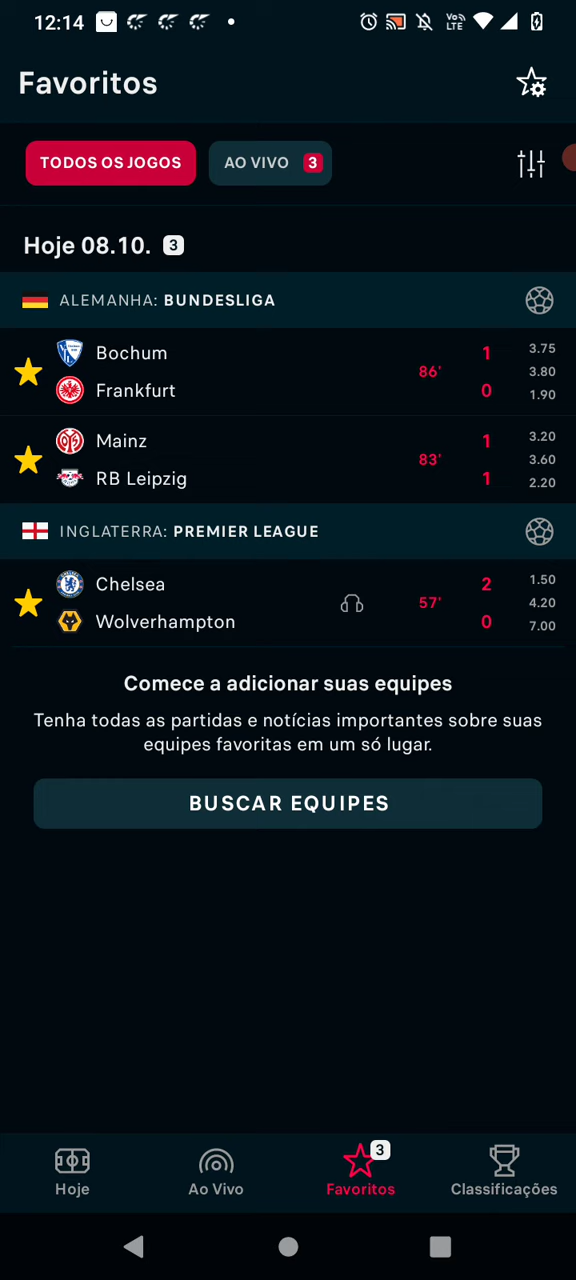 12:14
Vo LTE
Favoritos
TODOS OS JOGOS
AO VIVO 3
Hoje 08.10. 3
ALEMANHA: BUNDESLIGA
Bochum 1 3.75
86' 3.80
Frankfurt 0 1.90
Mainz 1 3.20
83' 3.60
RB Leipzig 1 2.20
INGLATERRA: PREMIER LEAGUE
Chelsea 2 1.50
57' 4.20
Wolverhampton 0 7.00
Comece a adicionar suas equipes
Tenha todas as partidas e notícias importantes sobre suas
equipes favoritas em um só lugar.
BUSCAR EQUIPES
3
Hoje Ao Vivo Favoritos Classificações